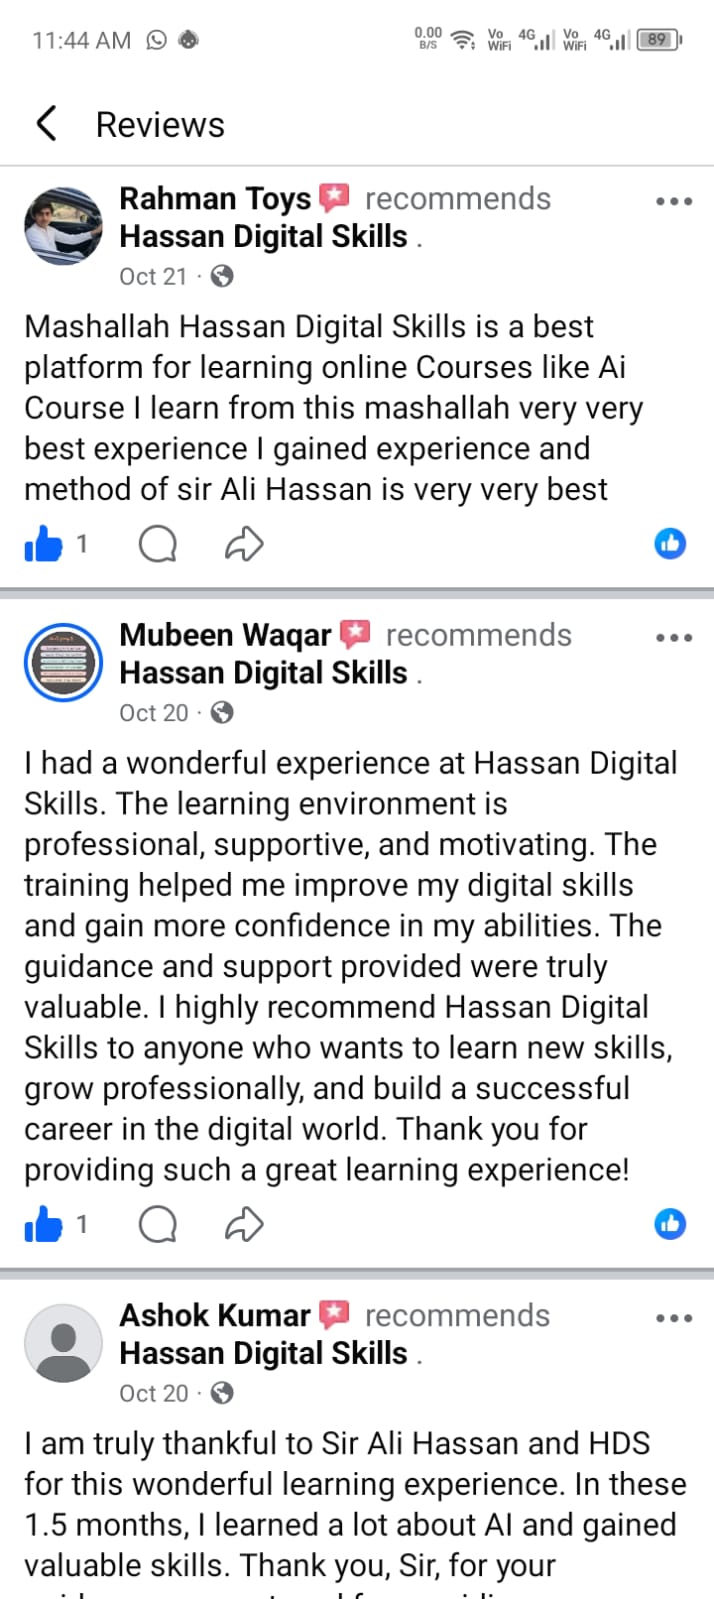 11:44 AM
0.00 B/S Vo WiFi 4G Vo WiFi 4G 89
Reviews
Rahman Toys recommends
Hassan Digital Skills .
Oct 21 ·
Mashallah Hassan Digital Skills is a best
platform for learning online Courses like Ai
Course I learn from this mashallah very very
best experience I gained experience and
method of sir Ali Hassan is very very best
1
Mubeen Waqar recommends
Hassan Digital Skills .
Oct 20 ·
I had a wonderful experience at Hassan Digital
Skills. The learning environment is
professional, supportive, and motivating. The
training helped me improve my digital skills
and gain more confidence in my abilities. The
guidance and support provided were truly
valuable. I highly recommend Hassan Digital
Skills to anyone who wants to learn new skills,
grow professionally, and build a successful
career in the digital world. Thank you for
providing such a great learning experience!
1
Ashok Kumar recommends
Hassan Digital Skills .
Oct 20 ·
I am truly thankful to Sir Ali Hassan and HDS
for this wonderful learning experience. In these
1.5 months, I learned a lot about AI and gained
valuable skills. Thank you, Sir, for your